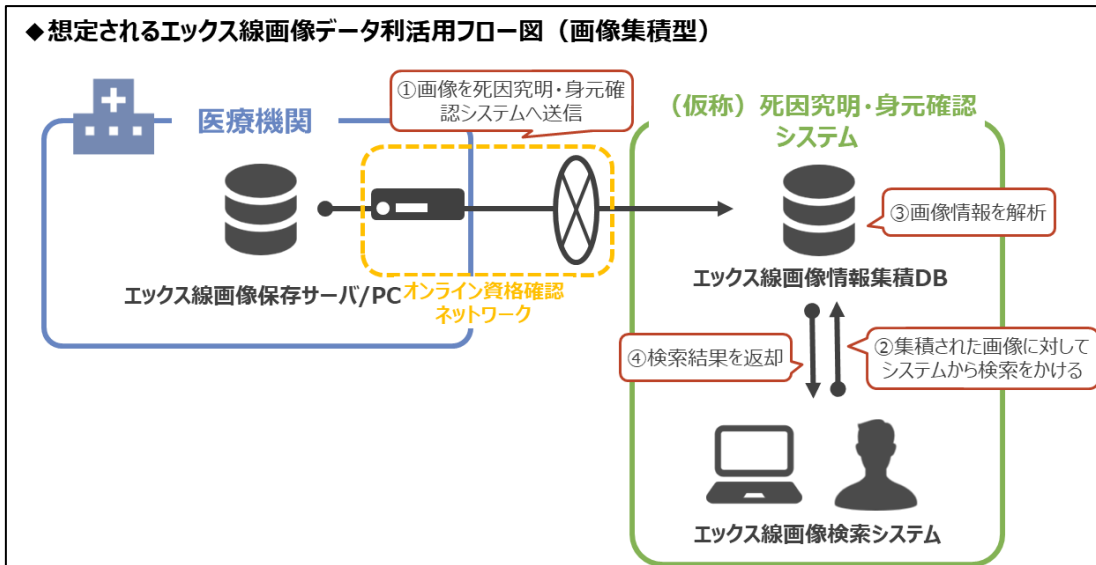 ◆想定されるエックス線画像データ利活用フロー図（画像集積型）
医療機関
①画像を死因究明・身元確
認システムへ送信
（仮称）死因究明・身元確認
システム
③画像情報を解析
エックス線画像保存サーバ/PC
オンライン資格確認
ネットワーク
エックス線画像情報集積DB
④検索結果を返却
②集積された画像に対して
システムから検索をかける
エックス線画像検索システム